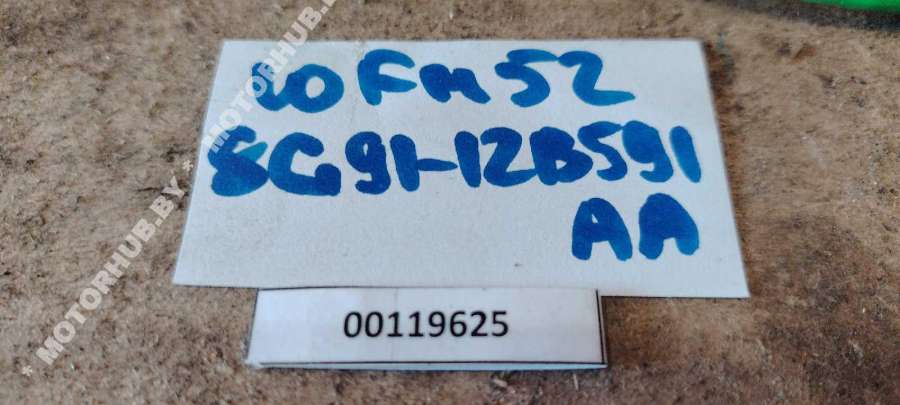 20FM52
8G91-12B591
AA
00119625
* MOTORHUB.BY * MOTORHUB.BY